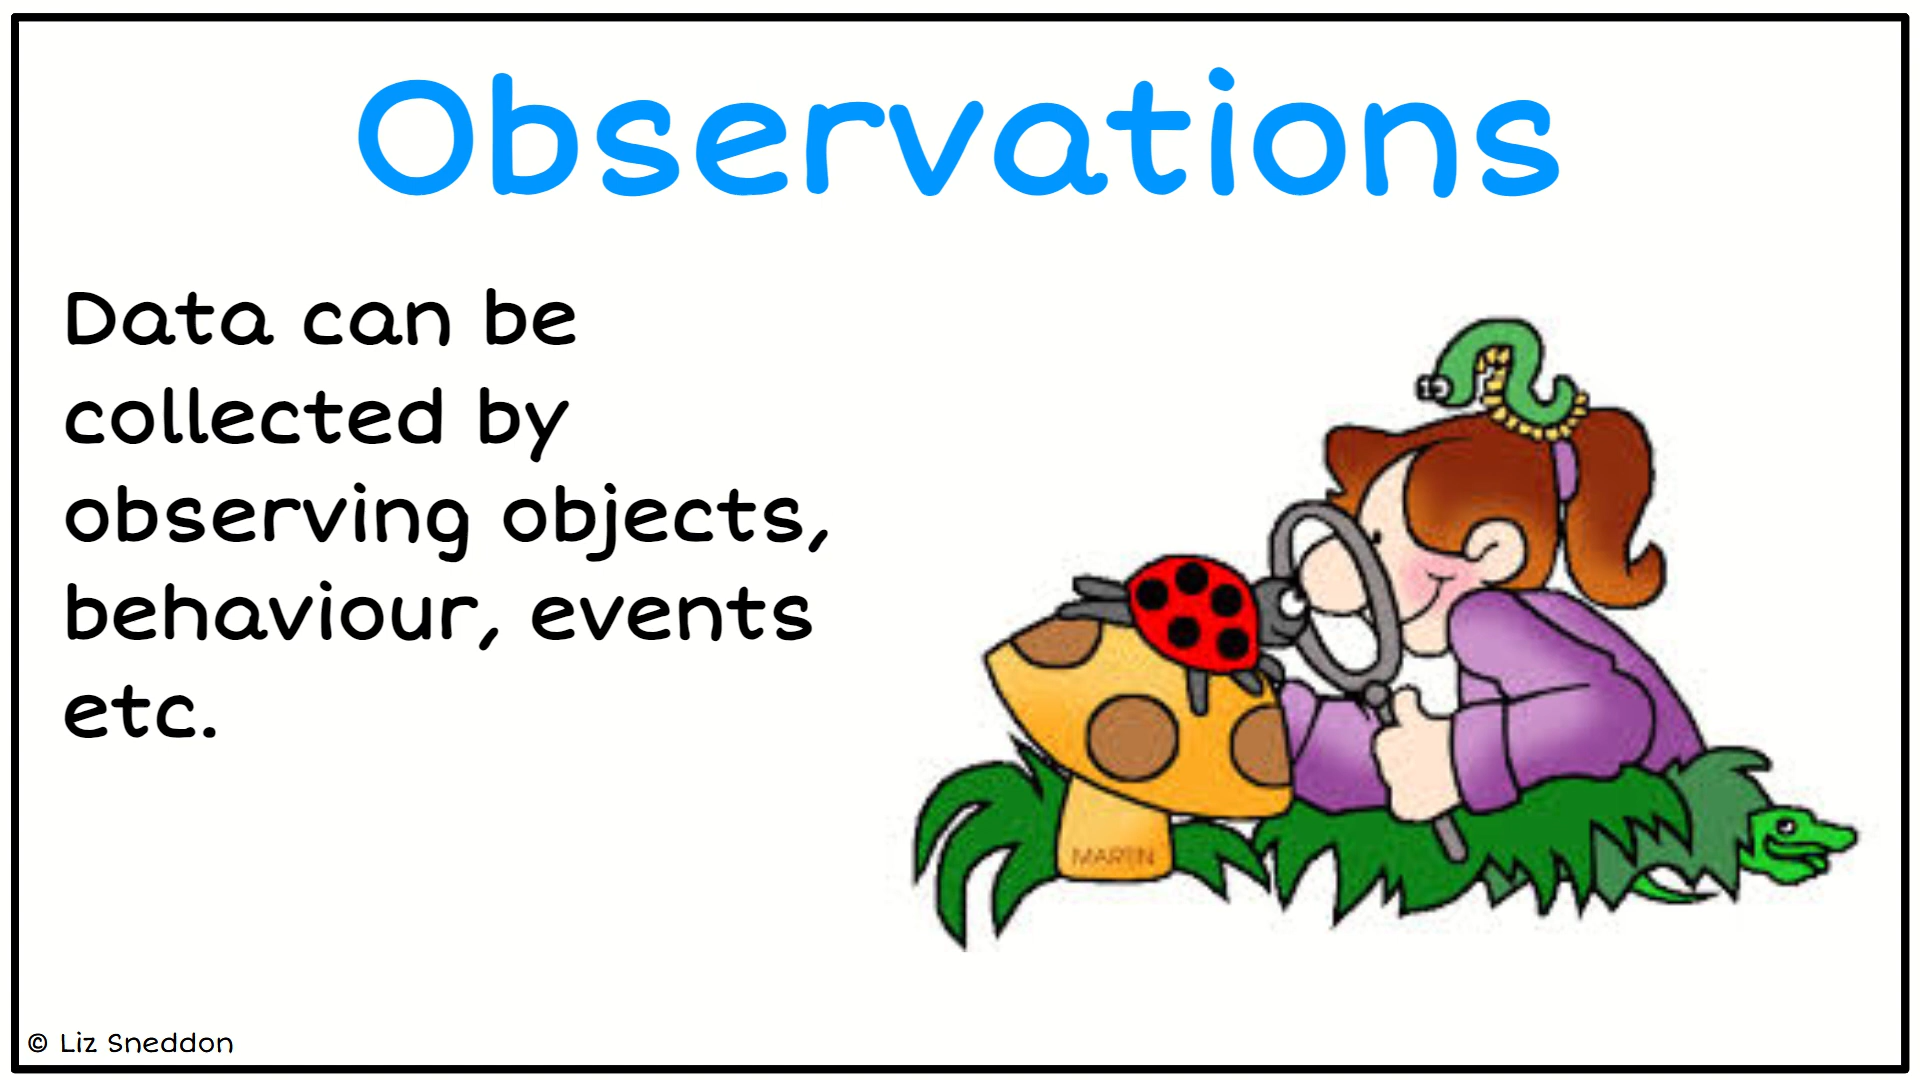 Observations
Data can be
collected by
observing objects,
behaviour, events
etc.
MARTIN
© Liz Sneddon